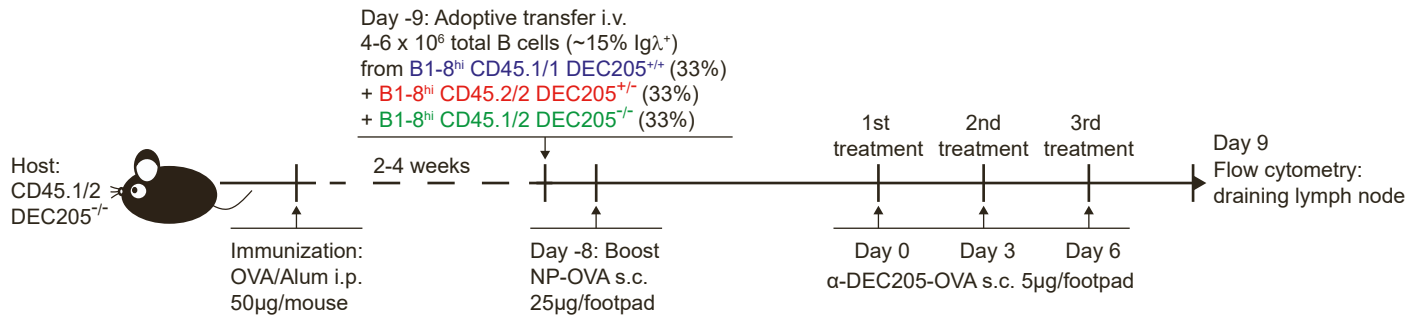 Day -9: Adoptive transfer i.v.
4-6 x 10⁶ total B cells (~15% Igλ⁺)
from B1-8ʰⁱ CD45.1/1 DEC205⁺/⁺ (33%)
+ B1-8ʰⁱ CD45.2/2 DEC205⁺/⁻ (33%)
+ B1-8ʰⁱ CD45.1/2 DEC205⁻/⁻ (33%)
Host:
CD45.1/2
DEC205⁻/⁻
2-4 weeks
1st
treatment
2nd
treatment
3rd
treatment
Day 9
Flow cytometry:
draining lymph node
Immunization:
OVA/Alum i.p.
50µg/mouse
Day -8: Boost
NP-OVA s.c.
25µg/footpad
Day 0
Day 3
Day 6
α-DEC205-OVA s.c. 5µg/footpad